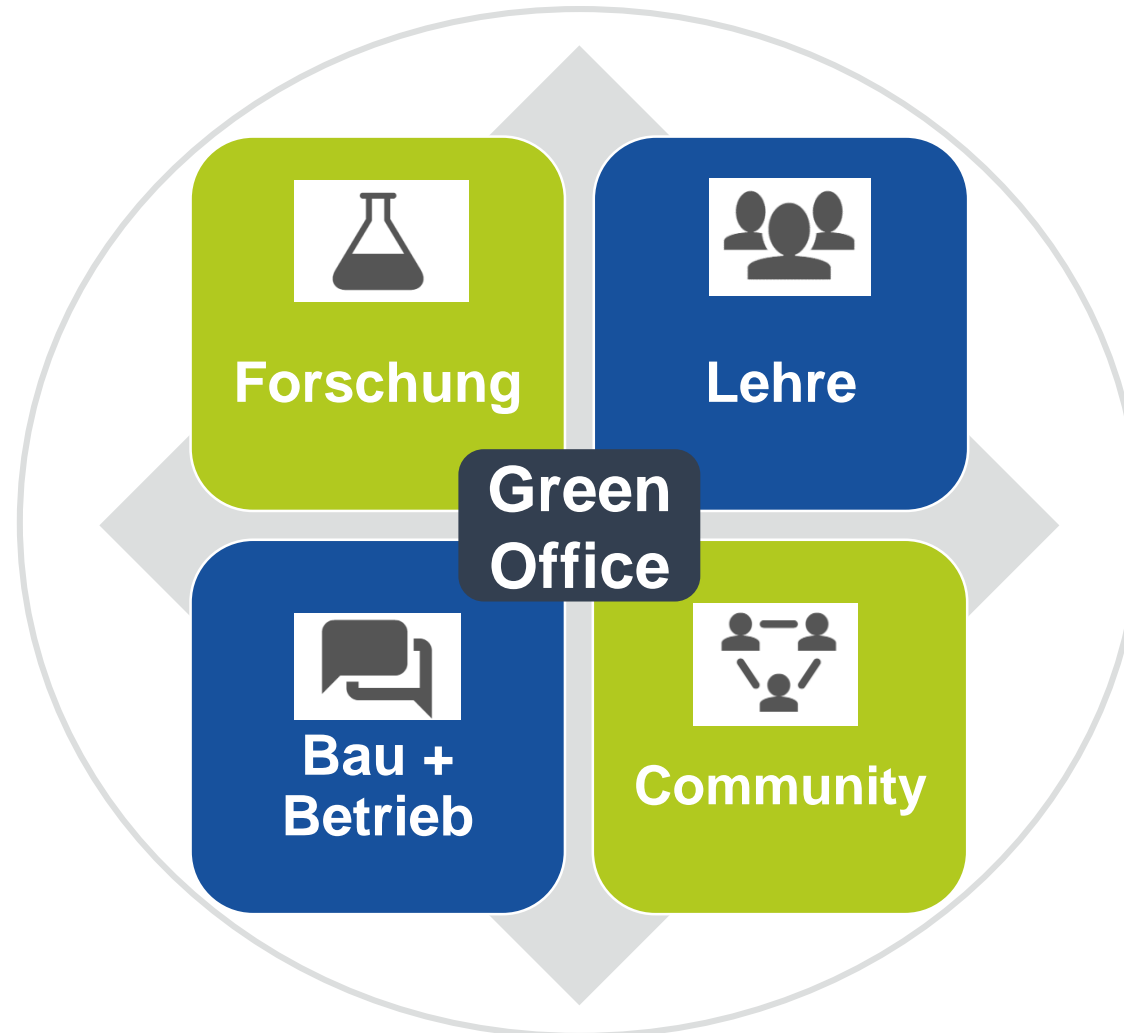 Forschung
Lehre
Green
Office
Bau +
Betrieb
Community